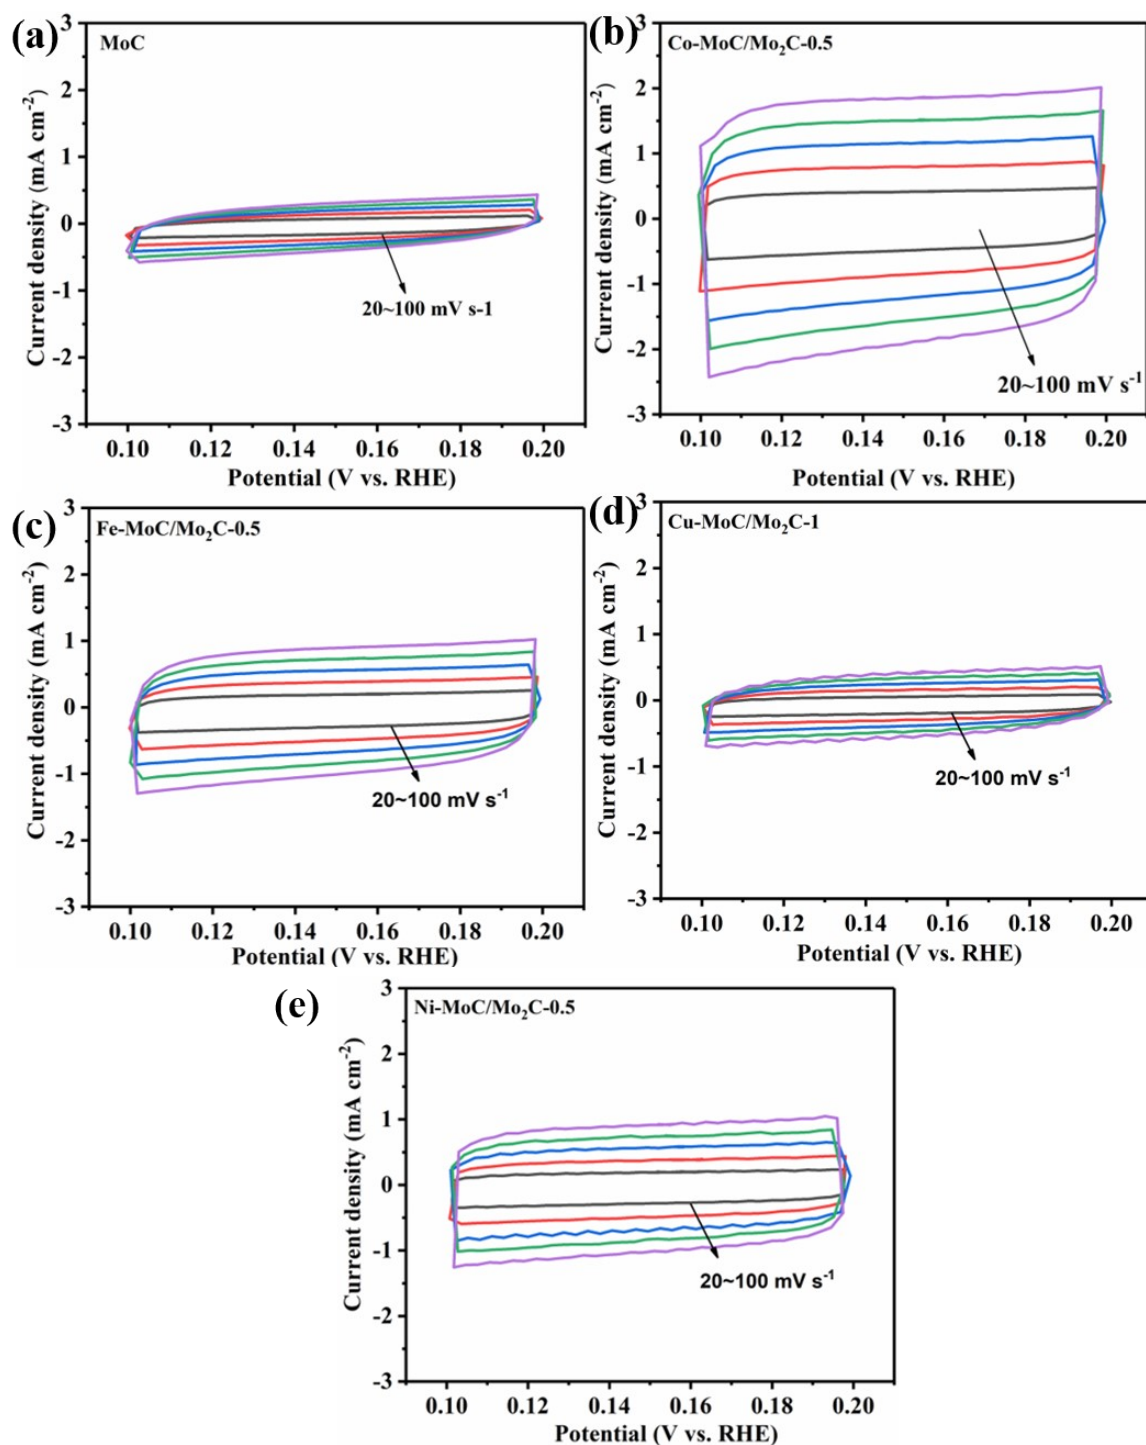 (a)
MoC
3
2
1
0
-1
-2
-3
Current density (mA cm⁻²)
20~100 mV s-1
0.10 0.12 0.14 0.16 0.18 0.20
Potential (V vs. RHE)
(b)
Co-MoC/Mo₂C-0.5
3
2
1
0
-1
-2
-3
Current density (mA cm⁻²)
20~100 mV s⁻¹
0.10 0.12 0.14 0.16 0.18 0.20
Potential (V vs. RHE)
(c)
Fe-MoC/Mo₂C-0.5
3
2
1
0
-1
-2
-3
Current density (mA cm⁻²)
20~100 mV s⁻¹
0.10 0.12 0.14 0.16 0.18 0.20
Potential (V vs. RHE)
(d)
Cu-MoC/Mo₂C-1
3
2
1
0
-1
-2
-3
Current density (mA cm⁻²)
20~100 mV s⁻¹
0.10 0.12 0.14 0.16 0.18 0.20
Potential (V vs. RHE)
(e)
Ni-MoC/Mo₂C-0.5
3
2
1
0
-1
-2
-3
Current density (mA cm⁻²)
20~100 mV s⁻¹
0.10 0.12 0.14 0.16 0.18 0.20
Potential (V vs. RHE)